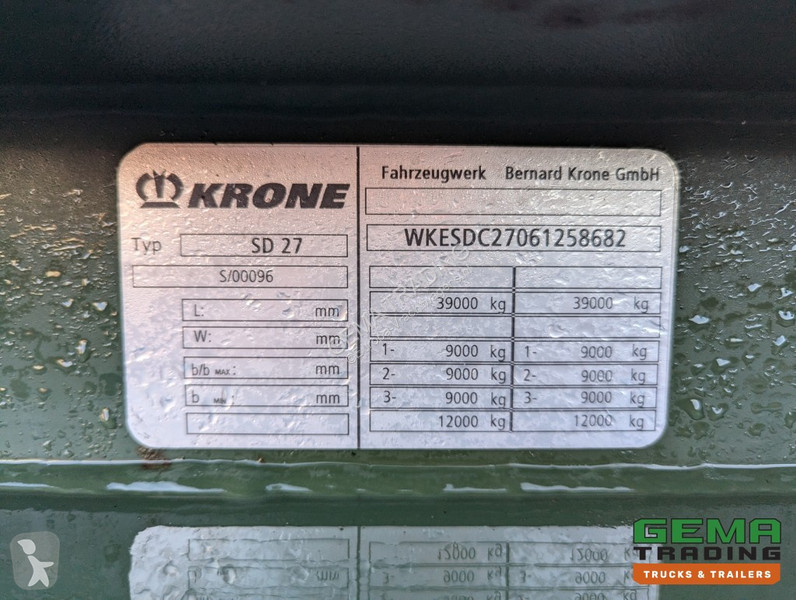 KRONE
Typ SD 27
S/00096
L: mm
W: mm
b/b MAX: mm
b MIN: mm
Fahrzeugwerk Bernard Krone GmbH
WKESDC27061258682
39000 kg 39000 kg
1- 9000 kg 1- 9000 kg
2- 9000 kg 2- 9000 kg
3- 9000 kg 3- 9000 kg
12000 kg 12000 kg
GEMA
TRADING
TRUCKS & TRAILERS